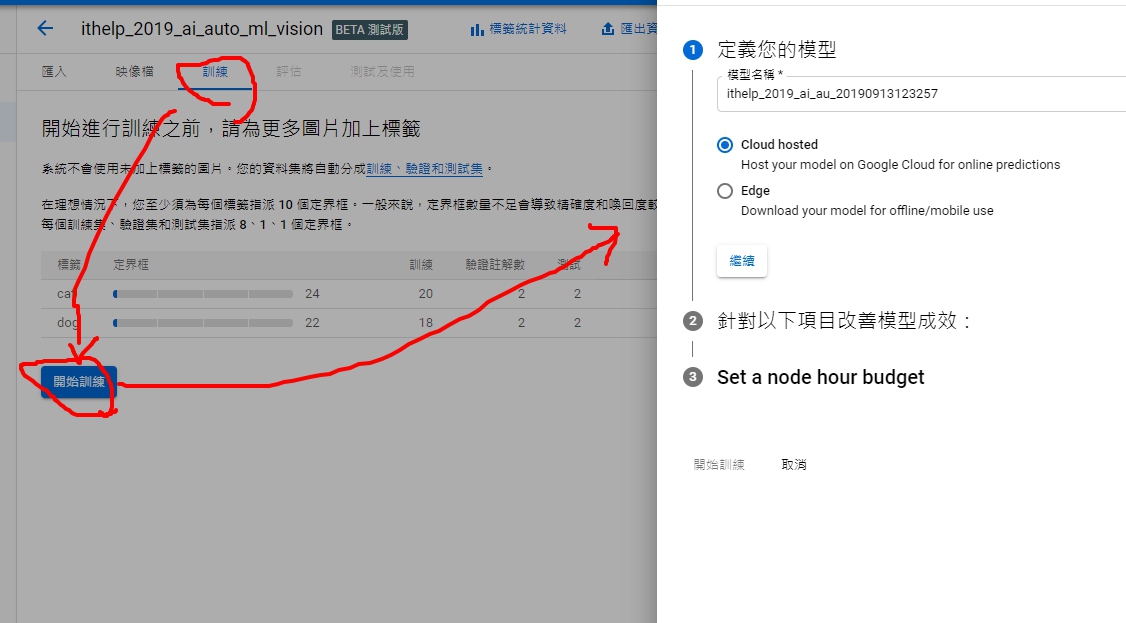 ithelp_2019_ai_auto_ml_vision BETA 測試版
標籤統計資料
匯出資
匯入
映像檔
訓練
評估
測試及使用
開始進行訓練之前，請為更多圖片加上標籤
系統不會使用未加上標籤的圖片。您的資料集將自動分成訓練、驗證和測試集。
在理想情況下，您至少須為每個標籤指派 10 個定界框。一般來說，定界框數量不足會導致精確度和喚回度較
每個訓練集、驗證集和測試集指派 8、1、1 個定界框。
標籤 定界框 訓練 驗證註解數 測試
cat 24 20 2 2
dog 22 18 2 2
開始訓練
1 定義您的模型
模型名稱 *
ithelp_2019_ai_au_20190913123257
Cloud hosted
Host your model on Google Cloud for online predictions
Edge
Download your model for offline/mobile use
繼續
2 針對以下項目改善模型成效：
3 Set a node hour budget
開始訓練 取消